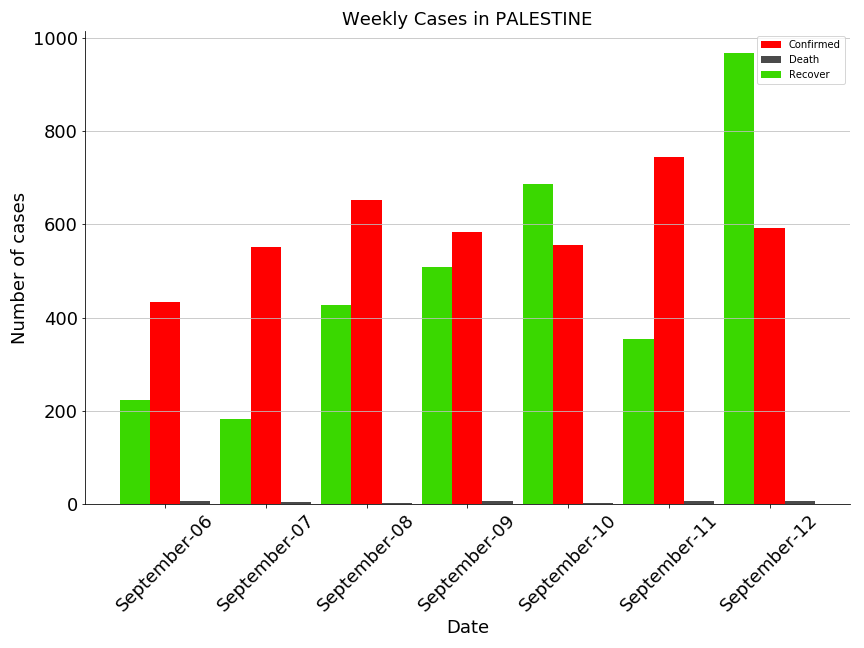 Weekly Cases in PALESTINE
Confirmed
Death
Recover
Number of cases
1000
800
600
400
200
0
September-06
September-07
September-08
September-09
September-10
September-11
September-12
Date